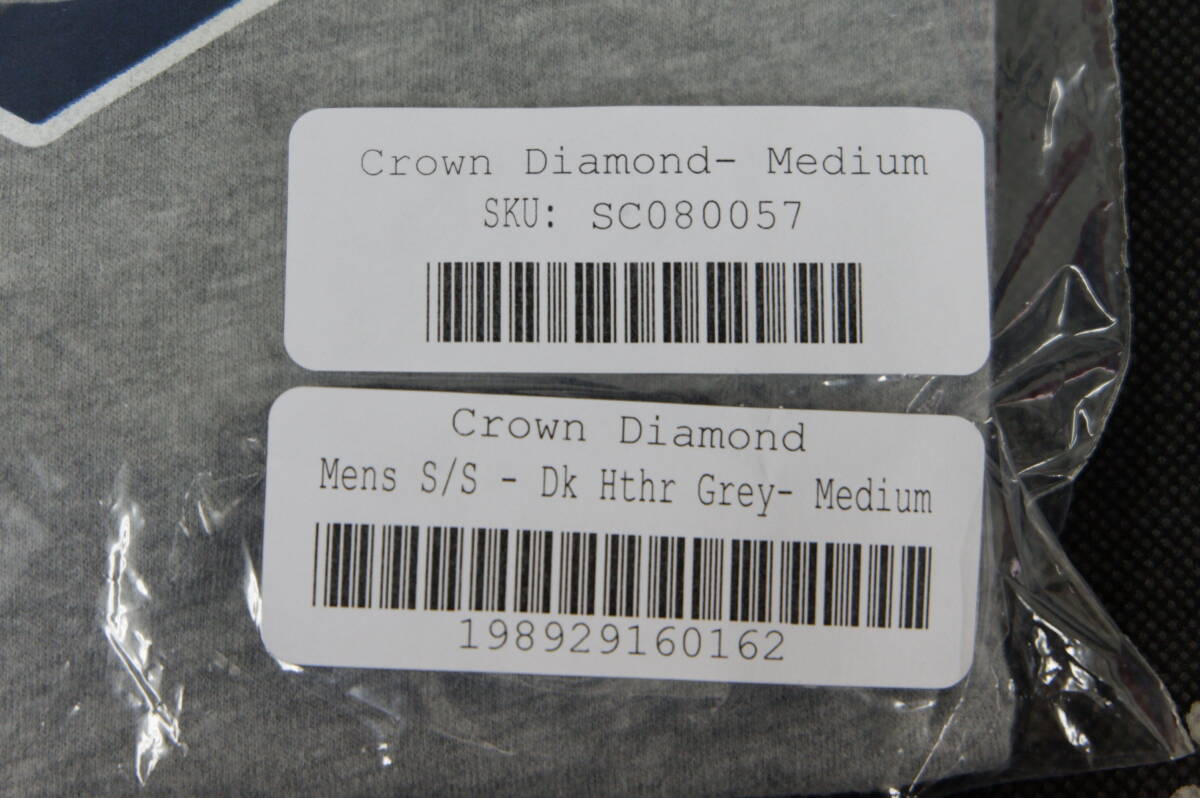 Crown Diamond- Medium
SKU: SC080057
Crown Diamond
Mens S/S - Dk Hthr Grey- Medium
198929160162